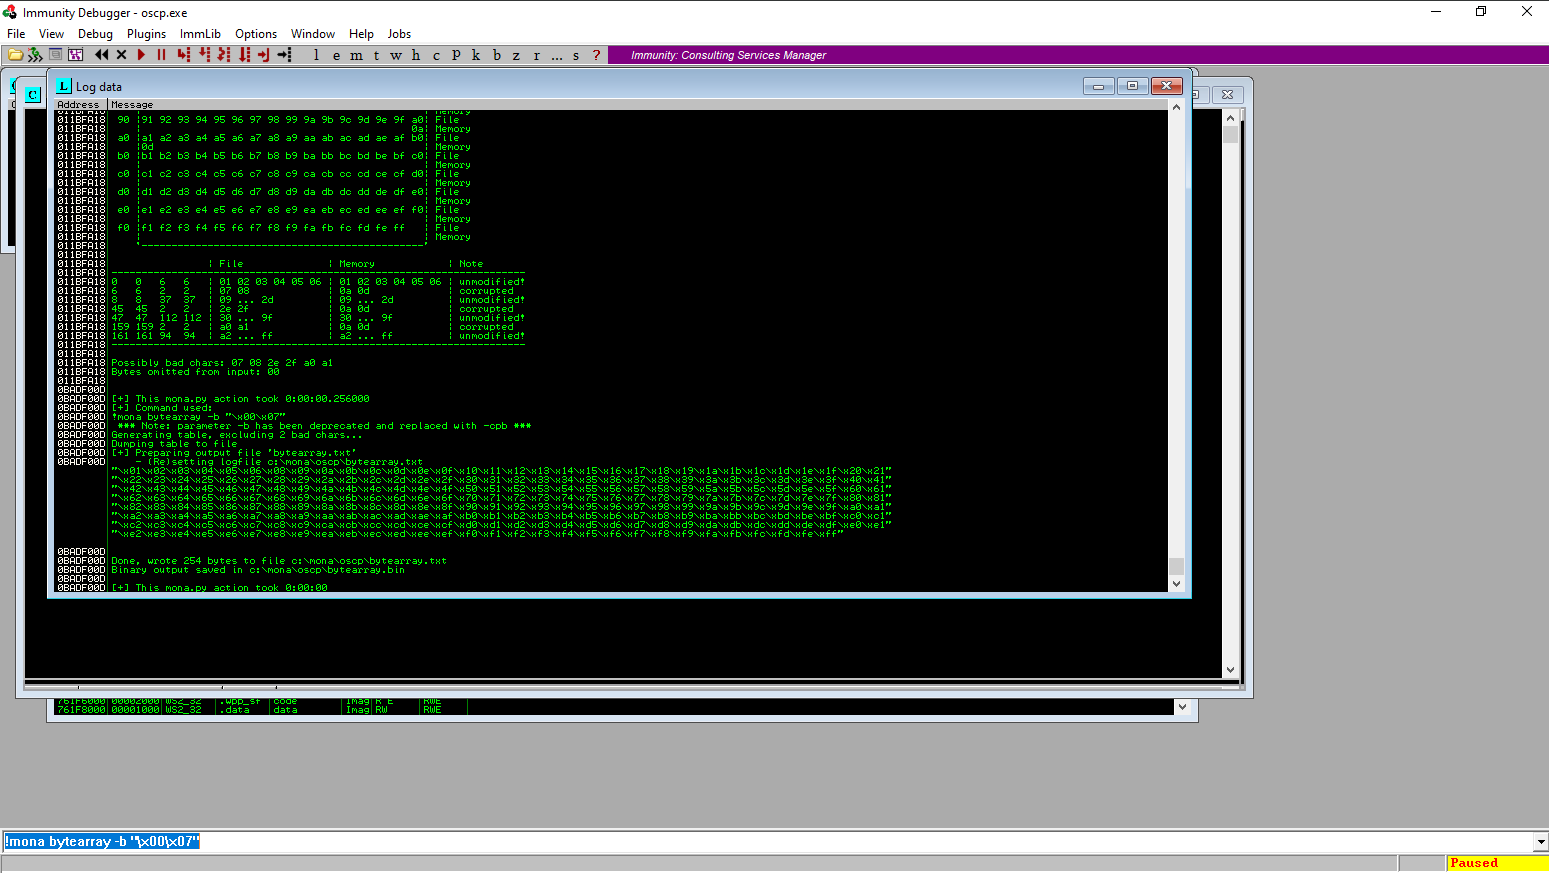 Immunity Debugger - oscp.exe
File View Debug Plugins ImmLib Options Window Help Jobs
l e m t w h c P k b z r ... s ?
Immunity: Consulting Services Manager
C
L Log data
Address Message
011BFA18 90 |91 92 93 94 95 96 97 98 99 9a 9b 9c 9d 9e 9f a0| File
011BFA18 | 0a| Memory
011BFA18 a0 |a1 a2 a3 a4 a5 a6 a7 a8 a9 aa ab ac ad ae af b0| File
011BFA18 |0d | Memory
011BFA18 b0 |b1 b2 b3 b4 b5 b6 b7 b8 b9 ba bb bc bd be bf c0| File
011BFA18 | | Memory
011BFA18 c0 |c1 c2 c3 c4 c5 c6 c7 c8 c9 ca cb cc cd ce cf d0| File
011BFA18 | | Memory
011BFA18 d0 |d1 d2 d3 d4 d5 d6 d7 d8 d9 da db dc dd de df e0| File
011BFA18 | | Memory
011BFA18 e0 |e1 e2 e3 e4 e5 e6 e7 e8 e9 ea eb ec ed ee ef f0| File
011BFA18 | | Memory
011BFA18 f0 |f1 f2 f3 f4 f5 f6 f7 f8 f9 fa fb fc fd fe ff | File
011BFA18 | | Memory
011BFA18 '-----------------------------------------------'
011BFA18
011BFA18 | File | Memory | Note
011BFA18 ---------------------------------------------------------------------
011BFA18 0 0 6 6 | 01 02 03 04 05 06 | 01 02 03 04 05 06 | unmodified!
011BFA18 6 6 2 2 | 07 08 | 0a 0d | corrupted
011BFA18 8 8 37 37 | 09 ... 2d | 09 ... 2d | unmodified!
011BFA18 45 45 2 2 | 2e 2f | 0a 0d | corrupted
011BFA18 47 47 112 112 | 30 ... 9f | 30 ... 9f | unmodified!
011BFA18 159 159 2 2 | a0 a1 | 0a 0d | corrupted
011BFA18 161 161 94 94 | a2 ... ff | a2 ... ff | unmodified!
011BFA18 ---------------------------------------------------------------------
011BFA18
011BFA18 Possibly bad chars: 07 08 2e 2f a0 a1
011BFA18 Bytes omitted from input: 00
011BFA18
0BADF00D
0BADF00D [+] This mona.py action took 0:00:00.256000
0BADF00D [+] Command used:
0BADF00D !mona bytearray -b "\x00\x07"
0BADF00D *** Note: parameter -b has been deprecated and replaced with -cpb ***
0BADF00D Generating table, excluding 2 bad chars...
0BADF00D Dumping table to file
0BADF00D [+] Preparing output file 'bytearray.txt'
0BADF00D - (Re)setting logfile c:\mona\oscp\bytearray.txt
"\x01\x02\x03\x04\x05\x06\x08\x09\x0a\x0b\x0c\x0d\x0e\x0f\x10\x11\x12\x13\x14\x15\x16\x17\x18\x19\x1a\x1b\x1c\x1d\x1e\x1f\x20\x21"
"\x22\x23\x24\x25\x26\x27\x28\x29\x2a\x2b\x2c\x2d\x2e\x2f\x30\x31\x32\x33\x34\x35\x36\x37\x38\x39\x3a\x3b\x3c\x3d\x3e\x3f\x40\x41"
"\x42\x43\x44\x45\x46\x47\x48\x49\x4a\x4b\x4c\x4d\x4e\x4f\x50\x51\x52\x53\x54\x55\x56\x57\x58\x59\x5a\x5b\x5c\x5d\x5e\x5f\x60\x61"
"\x62\x63\x64\x65\x66\x67\x68\x69\x6a\x6b\x6c\x6d\x6e\x6f\x70\x71\x72\x73\x74\x75\x76\x77\x78\x79\x7a\x7b\x7c\x7d\x7e\x7f\x80\x81"
"\x82\x83\x84\x85\x86\x87\x88\x89\x8a\x8b\x8c\x8d\x8e\x8f\x90\x91\x92\x93\x94\x95\x96\x97\x98\x99\x9a\x9b\x9c\x9d\x9e\x9f\xa0\xa1"
"\xa2\xa3\xa4\xa5\xa6\xa7\xa8\xa9\xaa\xab\xac\xad\xae\xaf\xb0\xb1\xb2\xb3\xb4\xb5\xb6\xb7\xb8\xb9\xba\xbb\xbc\xbd\xbe\xbf\xc0\xc1"
"\xc2\xc3\xc4\xc5\xc6\xc7\xc8\xc9\xca\xcb\xcc\xcd\xce\xcf\xd0\xd1\xd2\xd3\xd4\xd5\xd6\xd7\xd8\xd9\xda\xdb\xdc\xdd\xde\xdf\xe0\xe1"
"\xe2\xe3\xe4\xe5\xe6\xe7\xe8\xe9\xea\xeb\xec\xed\xee\xef\xf0\xf1\xf2\xf3\xf4\xf5\xf6\xf7\xf8\xf9\xfa\xfb\xfc\xfd\xfe\xff"
0BADF00D
0BADF00D Done, wrote 254 bytes to file c:\mona\oscp\bytearray.txt
0BADF00D Binary output saved in c:\mona\oscp\bytearray.bin
0BADF00D
0BADF00D [+] This mona.py action took 0:00:00
761F6000 00002000 WS2_32 .wpp_sf code Imag R E RWE
761F8000 00001000 WS2_32 .data data Imag RW RWE
!mona bytearray -b "\x00\x07"
Paused